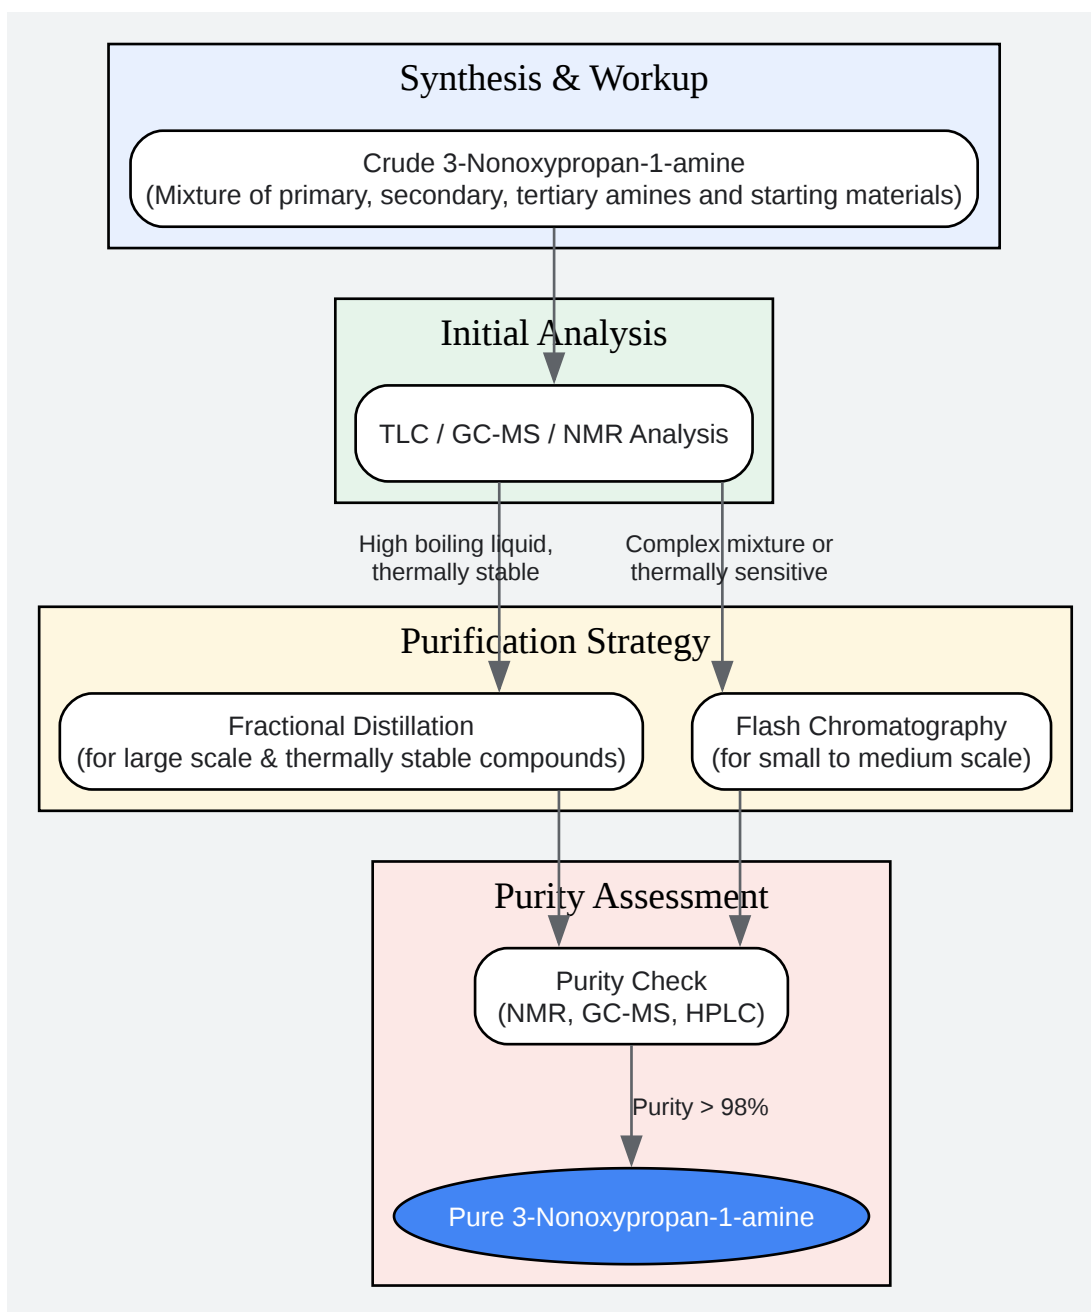 Synthesis & Workup
Crude 3-Nonoxypropan-1-amine
(Mixture of primary, secondary, tertiary amines and starting materials)
Initial Analysis
TLC / GC-MS / NMR Analysis
High boiling liquid,
thermally stable
Complex mixture or
thermally sensitive
Purification Strategy
Fractional Distillation
(for large scale & thermally stable compounds)
Flash Chromatography
(for small to medium scale)
Purity Assessment
Purity Check
(NMR, GC-MS, HPLC)
Purity > 98%
Pure 3-Nonoxypropan-1-amine